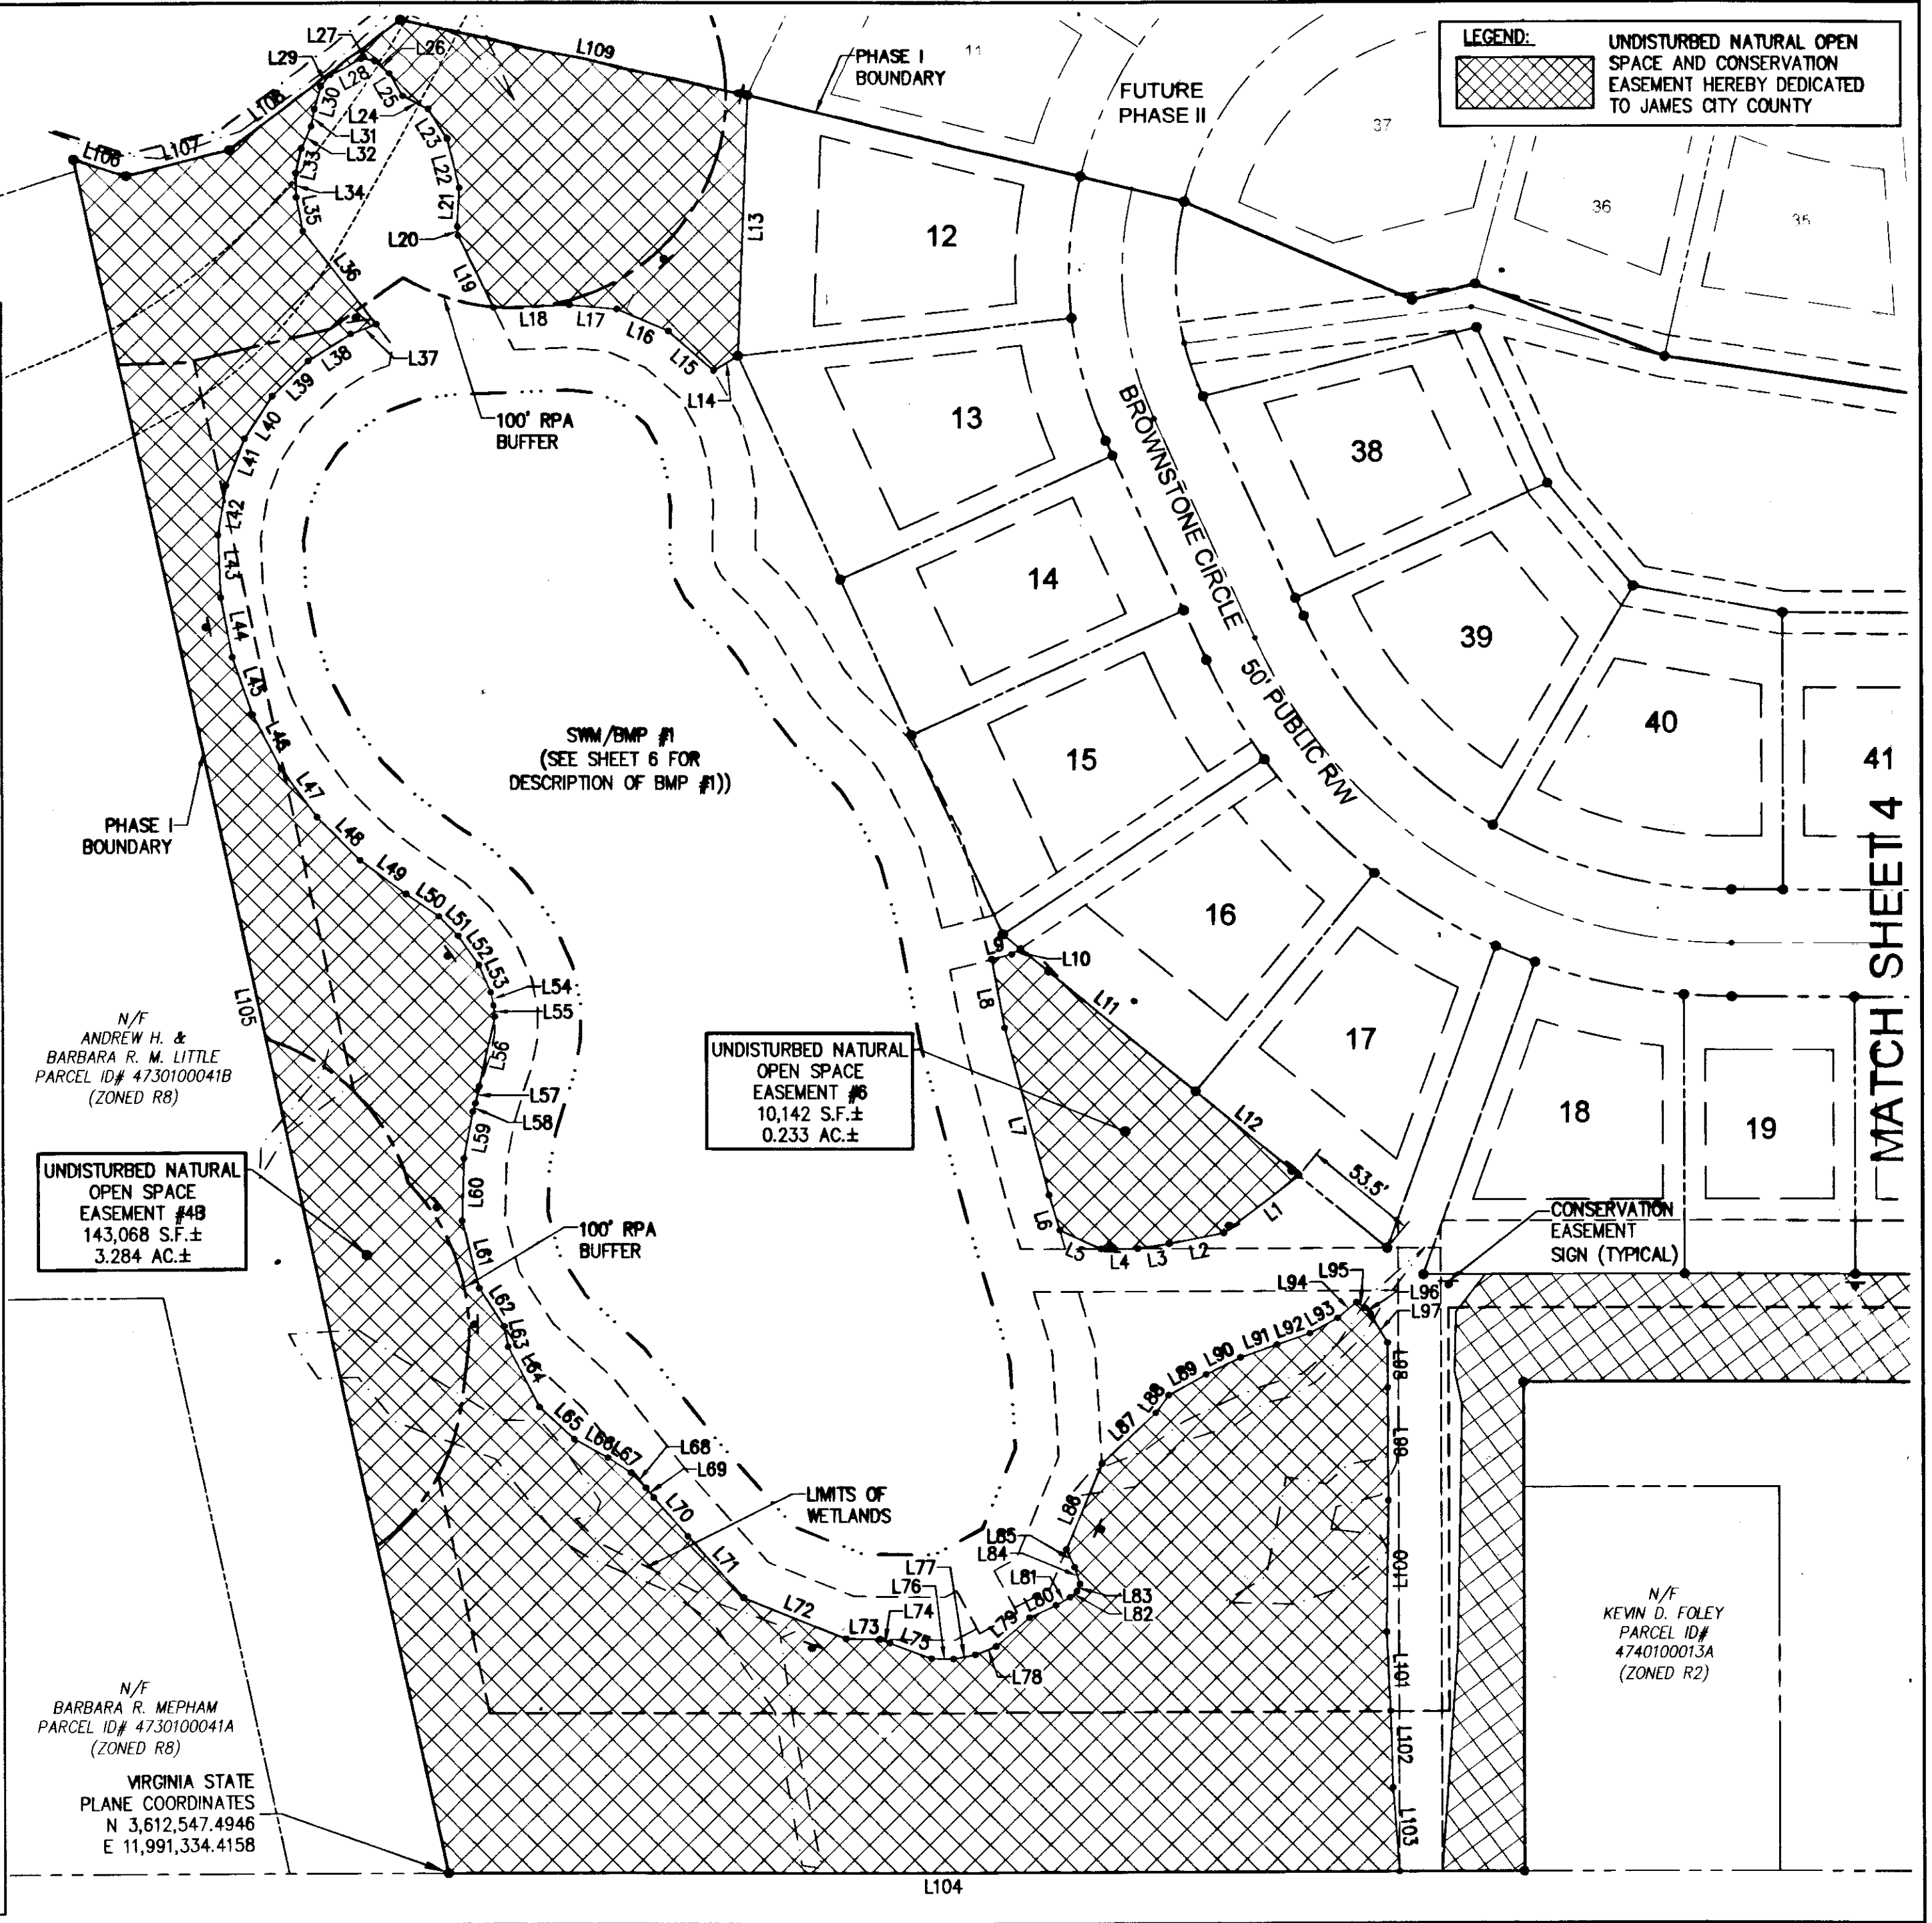 LEGEND:
UNDISTURBED NATURAL OPEN
SPACE AND CONSERVATION
EASEMENT HEREBY DEDICATED
TO JAMES CITY COUNTY
L27
L26
L29
L28
L109
PHASE I
BOUNDARY
11
FUTURE
PHASE II
37
36
35
L108
L30
L25
L24
L31
L23
L106
L107
L33
L32
L22
L34
L35
L21
L20
L13
12
L36
L19
L18
L17
L16
L15
L38
L37
L39
L14
100' RPA
BUFFER
13
38
L40
L41
L42
L43
L44
L45
L46
L47
L48
14
39
BROWNSTONE CIRCLE
50' PUBLIC R/W
SWM/BMP #1
(SEE SHEET 6 FOR
DESCRIPTION OF BMP #1))
15
40
41
PHASE I
BOUNDARY
MATCH SHEET 4
L49
L50
L51
L52
L53
L54
L55
L105
16
L9
L10
L8
L11
17
N/F
ANDREW H. &
BARBARA R. M. LITTLE
PARCEL ID# 4730100041B
(ZONED R8)
L56
L57
L58
L59
L60
UNDISTURBED NATURAL
OPEN SPACE
EASEMENT #6
10,142 S.F.±
0.233 AC.±
L7
L12
18
19
53.5'
UNDISTURBED NATURAL
OPEN SPACE
EASEMENT #4B
143,068 S.F.±
3.284 AC.±
100' RPA
BUFFER
L61
L6
L5
L4
L3
L2
L1
CONSERVATION
EASEMENT
SIGN (TYPICAL)
L62
L63
L64
L95
L94
L96
L97
L93
L92
L91
L90
L89
L88
L87
L98
L65
L66
L67
L68
L69
L70
L99
LIMITS OF
WETLANDS
L86
L85
L84
L71
L77
L76
L81
L100
L72
L74
L73
L75
L79
L80
L83
L82
L78
L101
N/F
KEVIN D. FOLEY
PARCEL ID#
4740100013A
(ZONED R2)
N/F
BARBARA R. MEPHAM
PARCEL ID# 4730100041A
(ZONED R8)
L102
VIRGINIA STATE
PLANE COORDINATES
N 3,612,547.4946
E 11,991,334.4158
L103
L104